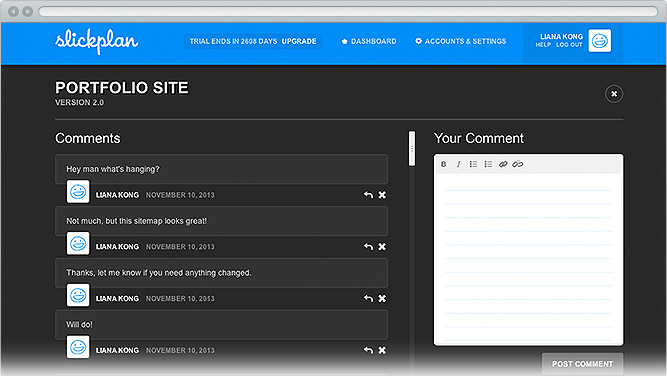 slickplan
TRIAL ENDS IN 2608 DAYS UPGRADE
DASHBOARD
ACCOUNTS & SETTINGS
LIANA KONG
HELP LOG OUT
PORTFOLIO SITE
VERSION 2.0
Comments
Hey man what's hanging?
LIANA KONG NOVEMBER 10, 2013
Not much, but this sitemap looks great!
LIANA KONG NOVEMBER 10, 2013
Thanks, let me know if you need anything changed.
LIANA KONG NOVEMBER 10, 2013
Will do!
LIANA KONG NOVEMBER 10, 2013
Your Comment
B I
POST COMMENT